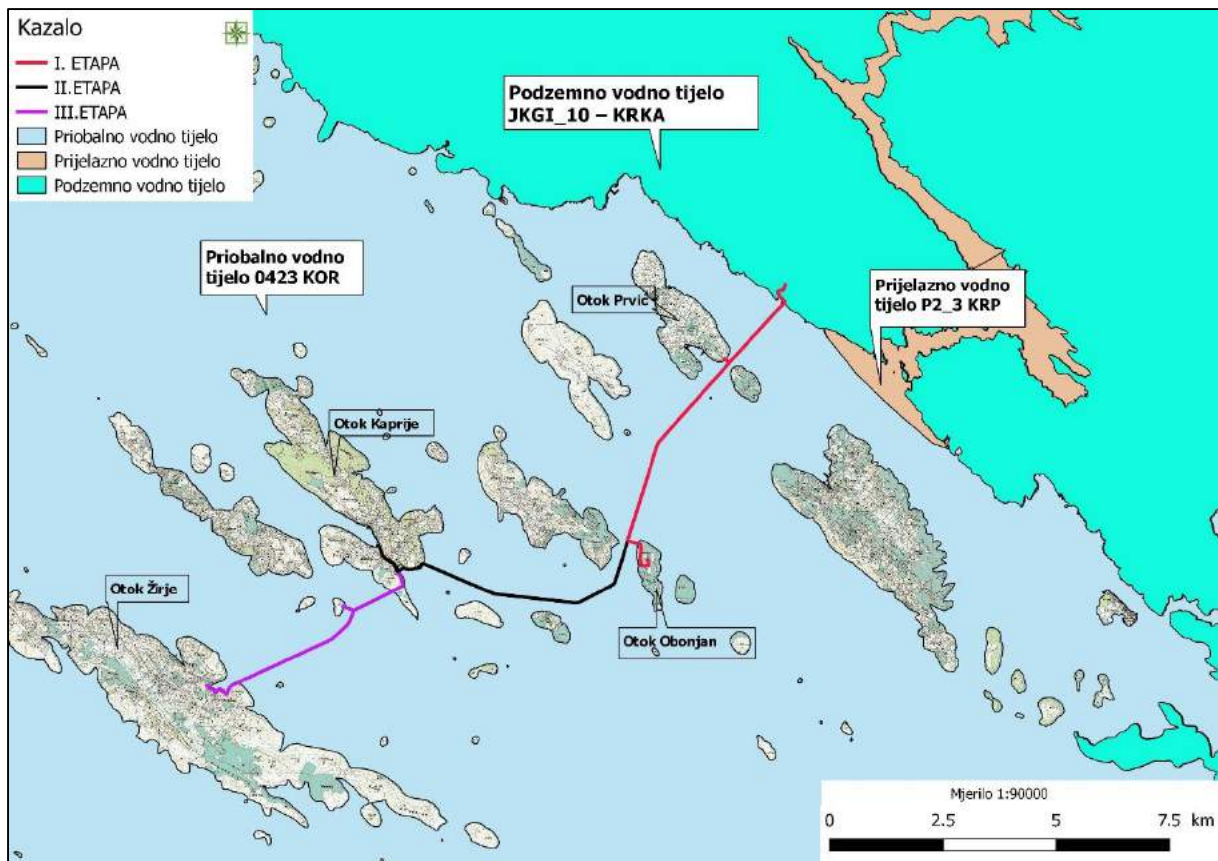 Kazalo
I. ETAPA
II.ETAPA
III.ETAPA
Priobalno vodno tijelo
Prijelazno vodno tijelo
Podzemno vodno tijelo
Podzemno vodno tijelo
JKGI_10 – KRKA
Priobalno vodno
tijelo 0423 KOR
Otok Prvić
Prijelazno vodno
tijelo P2_3 KRP
Otok Kaprije
Otok Žirje
Otok Obonjan
Mjerilo 1:90000
0 2.5 5 7.5 km